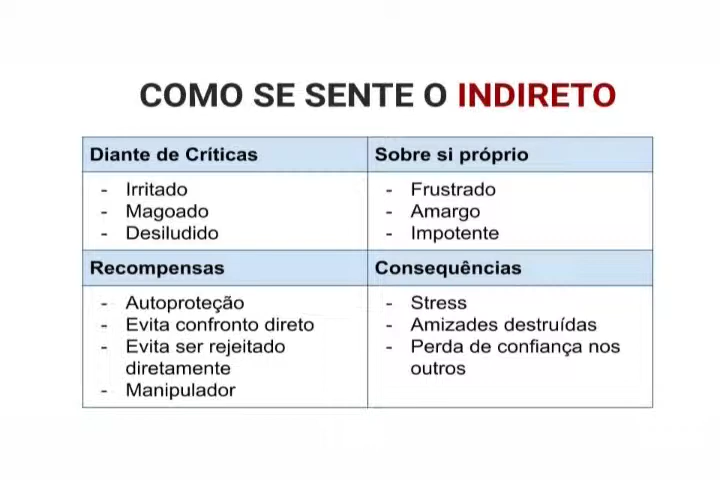 COMO SE SENTE O INDIRETO
Diante de Críticas
- Irritado
- Magoado
- Desiludido
Sobre si próprio
- Frustrado
- Amargo
- Impotente
Recompensas
- Autoproteção
- Evita confronto direto
- Evita ser rejeitado
diretamente
- Manipulador
Consequências
- Stress
- Amizades destruídas
- Perda de confiança nos
outros